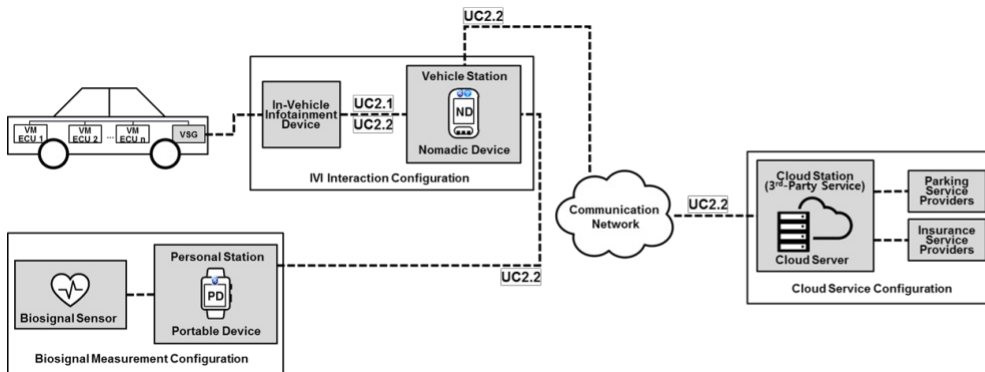 UC2.2
VM
ECU 1
VM
ECU 2
...
VM
ECU n
VSG
In-Vehicle
Infotainment
Device
UC2.1
UC2.2
Vehicle Station
ND
Nomadic Device
IVI Interaction Configuration
Communication
Network
UC2.2
Cloud Station
(3rd-Party Service)
Cloud Server
Parking
Service
Providers
Insurance
Service
Providers
Cloud Service Configuration
UC2.2
Biosignal Sensor
Personal Station
PD
Portable Device
Biosignal Measurement Configuration